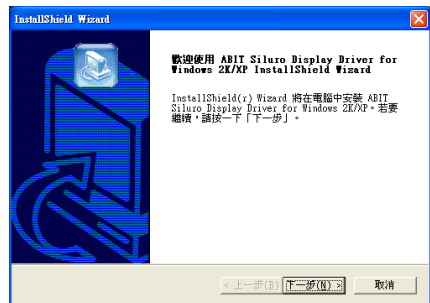 InstallShield Wizard
歡迎使用 ABIT Siluro Display Driver for
Windows 2K/XP InstallShield Wizard
InstallShield(r) Wizard 將在電腦中安裝 ABIT
Siluro Display Driver for Windows 2K/XP。若要
繼續，請按一下「下一步」。
< 上一步(B) 下一步(N) > 取消